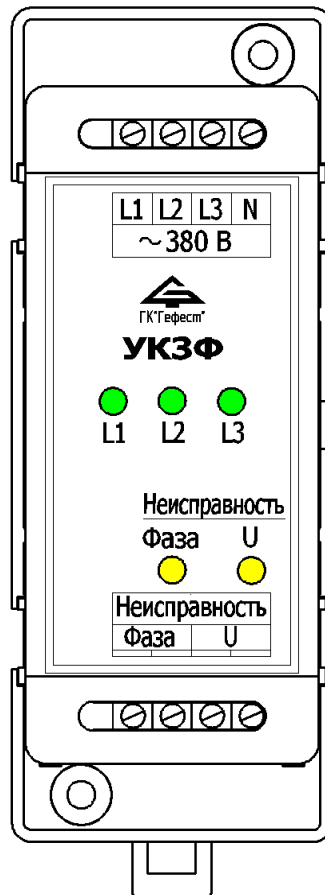 L1 L2 L3 N
~380 В
ГК"Гефест"
УКЗФ
L1 L2 L3
Неисправность
Фаза U
Неисправность
Фаза U